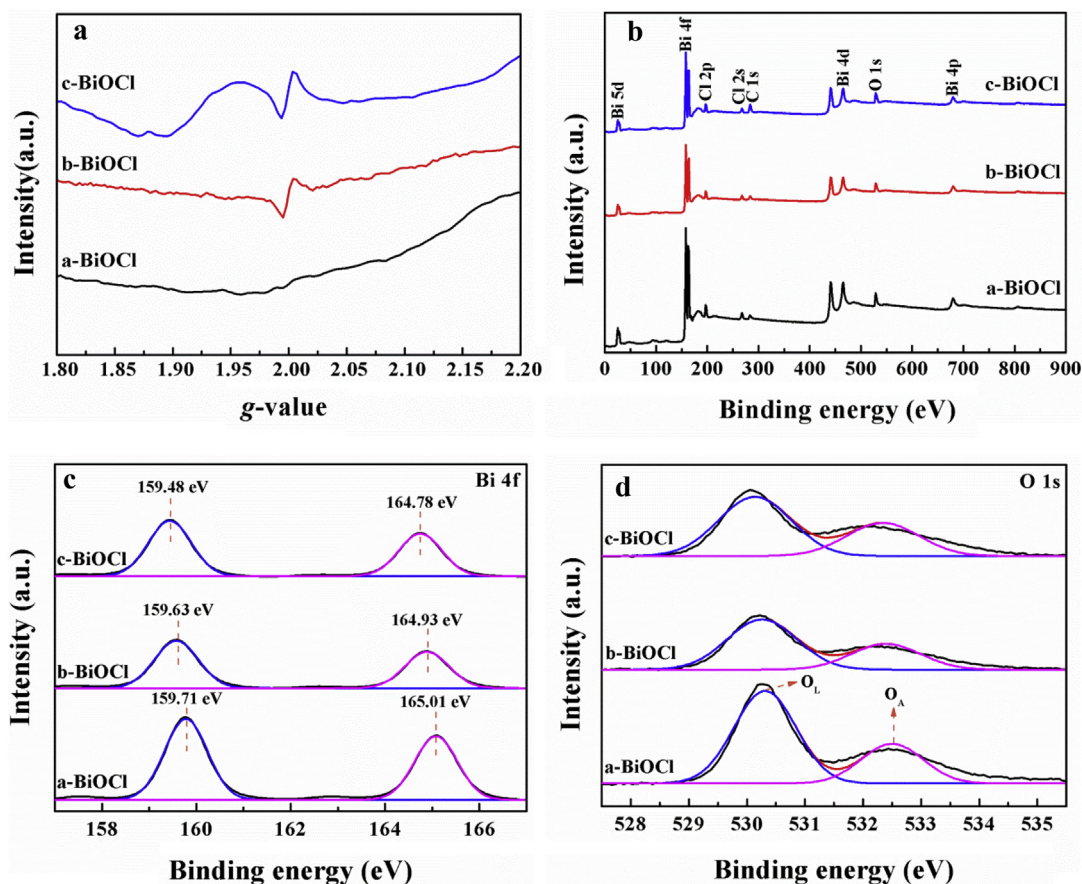 a
c-BiOCl
b-BiOCl
a-BiOCl
Intensity(a.u.)
1.80 1.85 1.90 1.95 2.00 2.05 2.10 2.15 2.20
g-value
b
Bi 5d
Bi 4f
Cl 2p
Cl 2s
C 1s
Bi 4d
O 1s
Bi 4p
c-BiOCl
b-BiOCl
a-BiOCl
Intensity (a.u.)
0 100 200 300 400 500 600 700 800 900
Binding energy (eV)
c
Bi 4f
159.48 eV
164.78 eV
c-BiOCl
159.63 eV
164.93 eV
b-BiOCl
159.71 eV
165.01 eV
a-BiOCl
Intensity (a.u.)
158 160 162 164 166
Binding energy (eV)
d
O 1s
c-BiOCl
b-BiOCl
O_L
O_A
a-BiOCl
Intensity (a.u.)
528 529 530 531 532 533 534 535
Binding energy (eV)